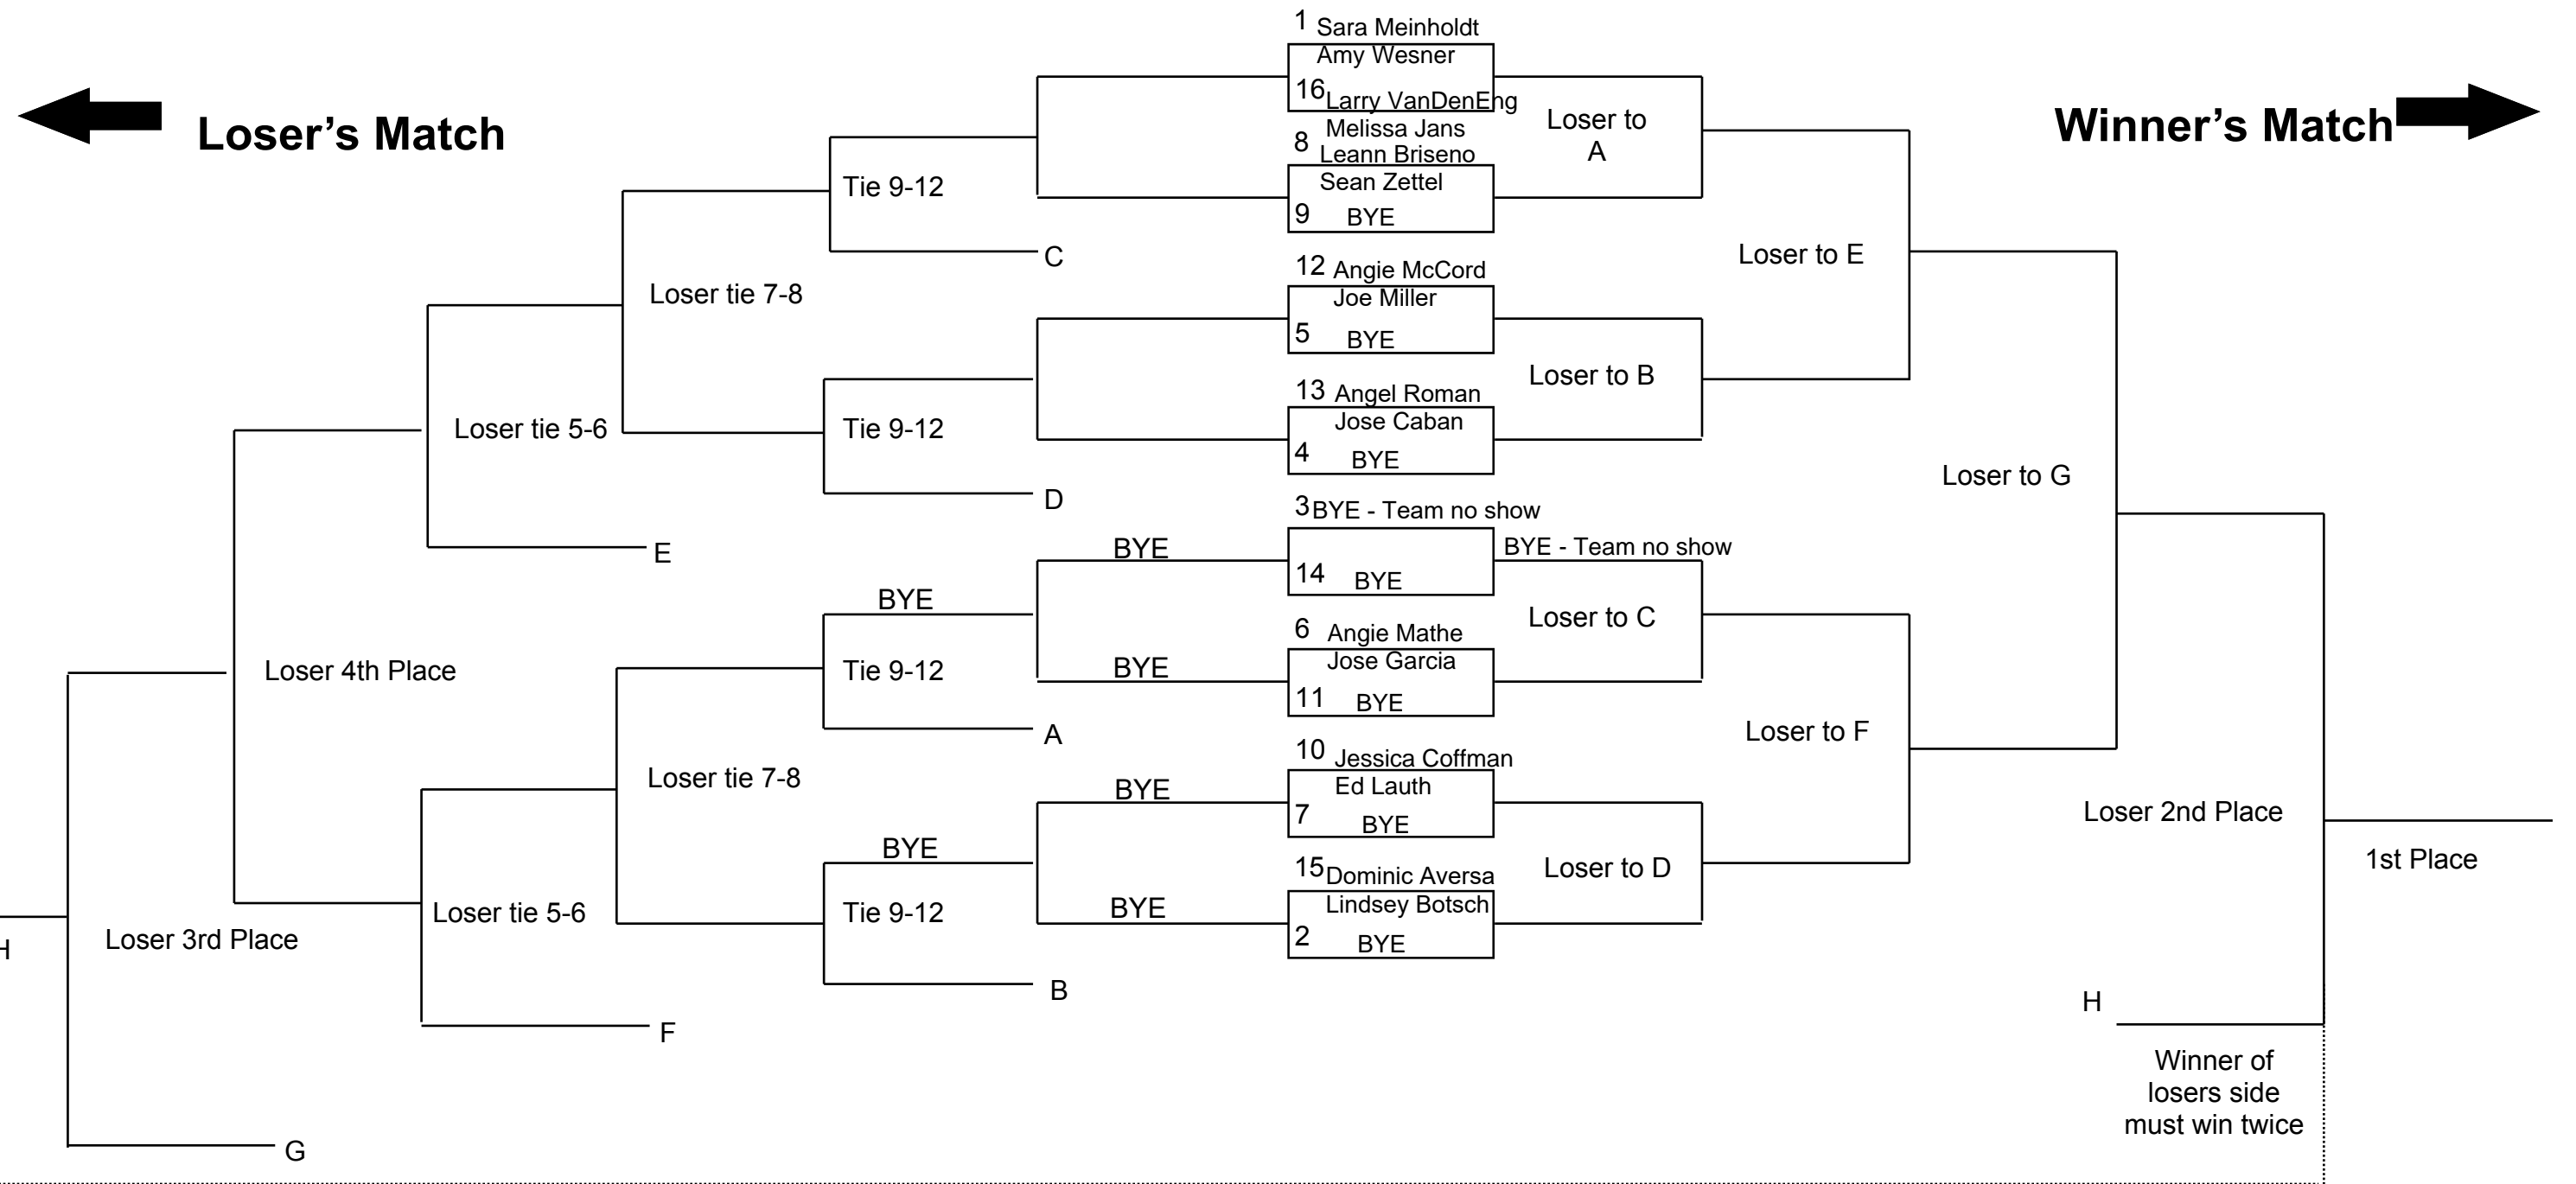 Loser’s Match
Winner’s Match
1 Sara Meinholdt
Amy Wesner
16 Larry VanDenEng
Melissa Jans
8 Leann Briseno
Sean Zettel
9 BYE
12 Angie McCord
Joe Miller
5 BYE
13 Angel Roman
Jose Caban
4 BYE
3 BYE - Team no show
14 BYE
6 Angie Mathe
Jose Garcia
11 BYE
10 Jessica Coffman
Ed Lauth
7 BYE
15 Dominic Aversa
Lindsey Botsch
2 BYE
Loser to
A
Loser to B
BYE - Team no show
Loser to C
Loser to D
Loser to E
Loser to F
Loser to G
Loser 2nd Place
1st Place
H
Winner of
losers side
must win twice
BYE
BYE
BYE
BYE
Tie 9-12
C
Tie 9-12
D
BYE
Tie 9-12
A
BYE
Tie 9-12
B
Loser tie 7-8
Loser tie 7-8
Loser tie 5-6
E
Loser tie 5-6
F
Loser 4th Place
Loser 3rd Place
G
H